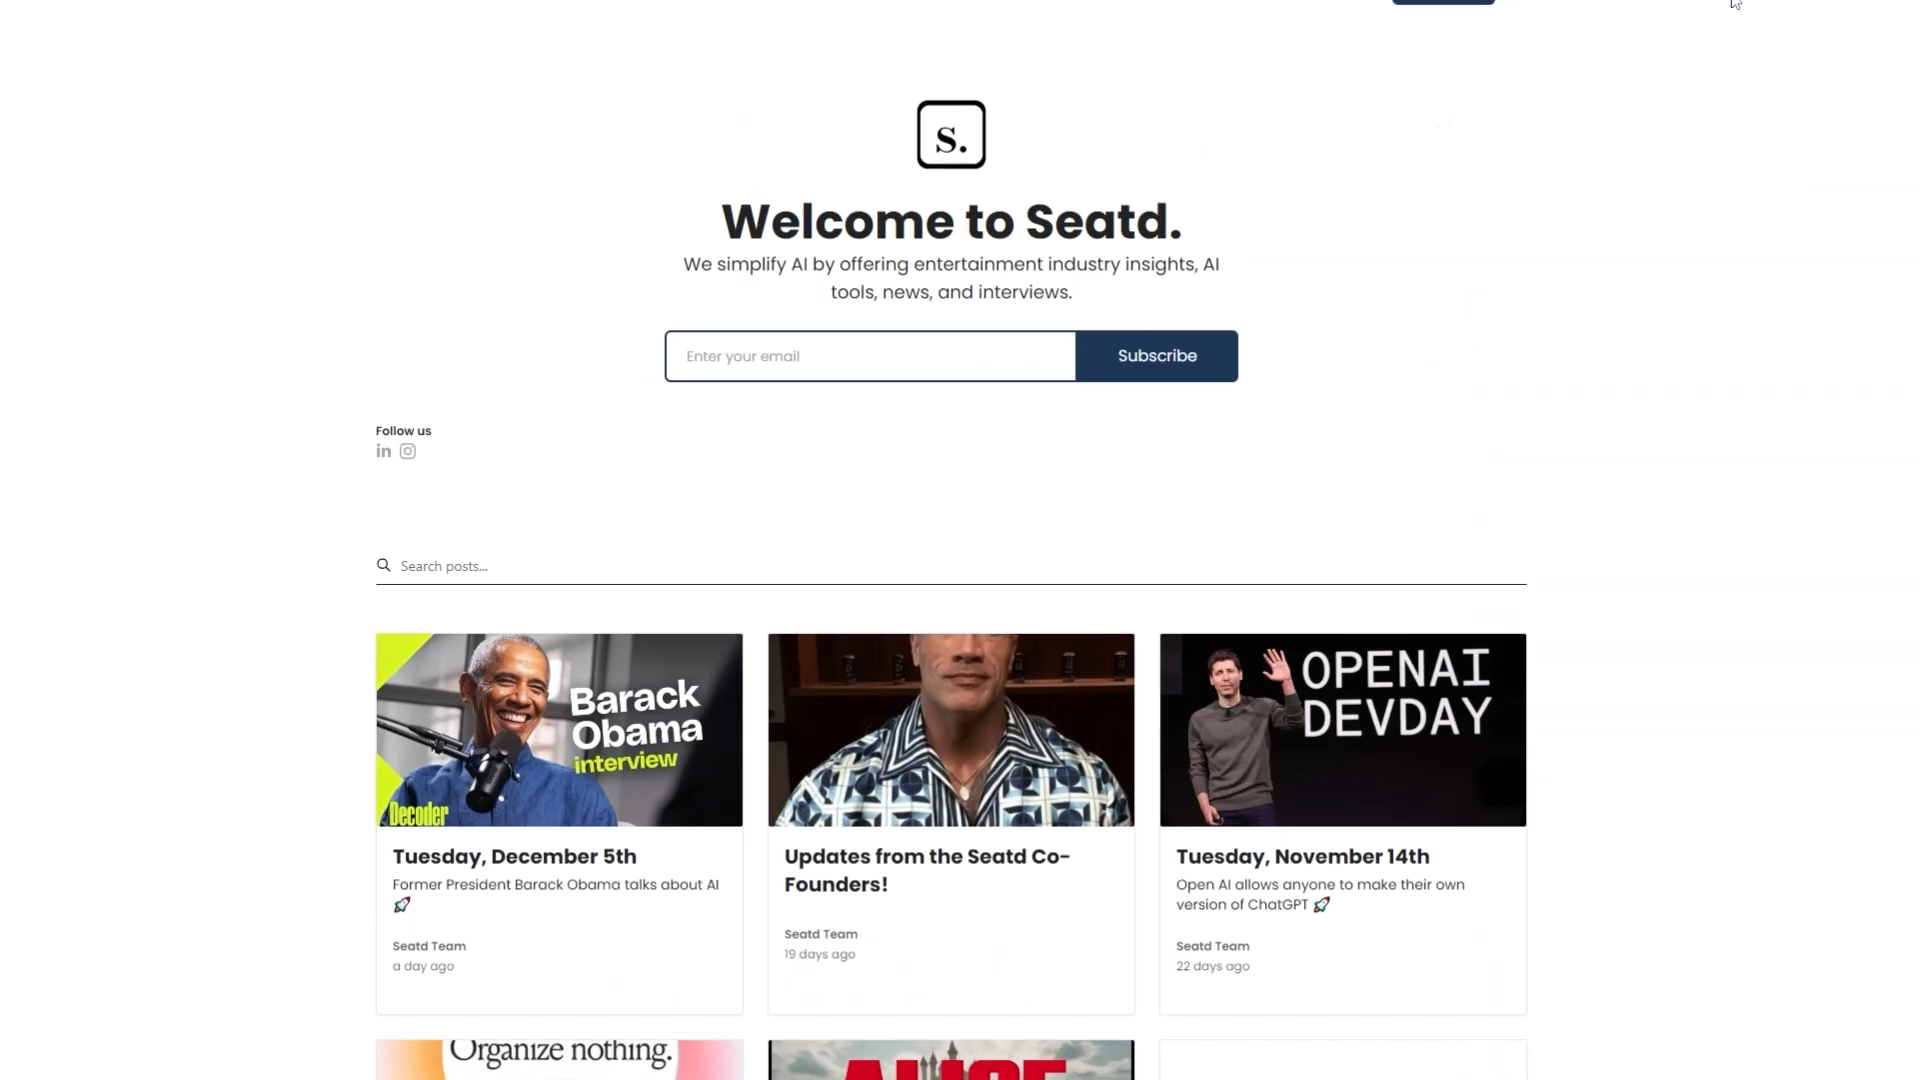 s.
Welcome to Seatd.
We simplify AI by offering entertainment industry insights, AI
tools, news, and interviews.
Enter your email
Subscribe
Follow us
in
Search posts...
Barack
Obama
interview
Decoder
OPENAI
DEVDAY
Tuesday, December 5th
Former President Barack Obama talks about AI
🚀
Seatd Team
a day ago
Updates from the Seatd Co-
Founders!
Seatd Team
19 days ago
Tuesday, November 14th
Open AI allows anyone to make their own
version of ChatGPT 🚀
Seatd Team
22 days ago
Organize nothing.